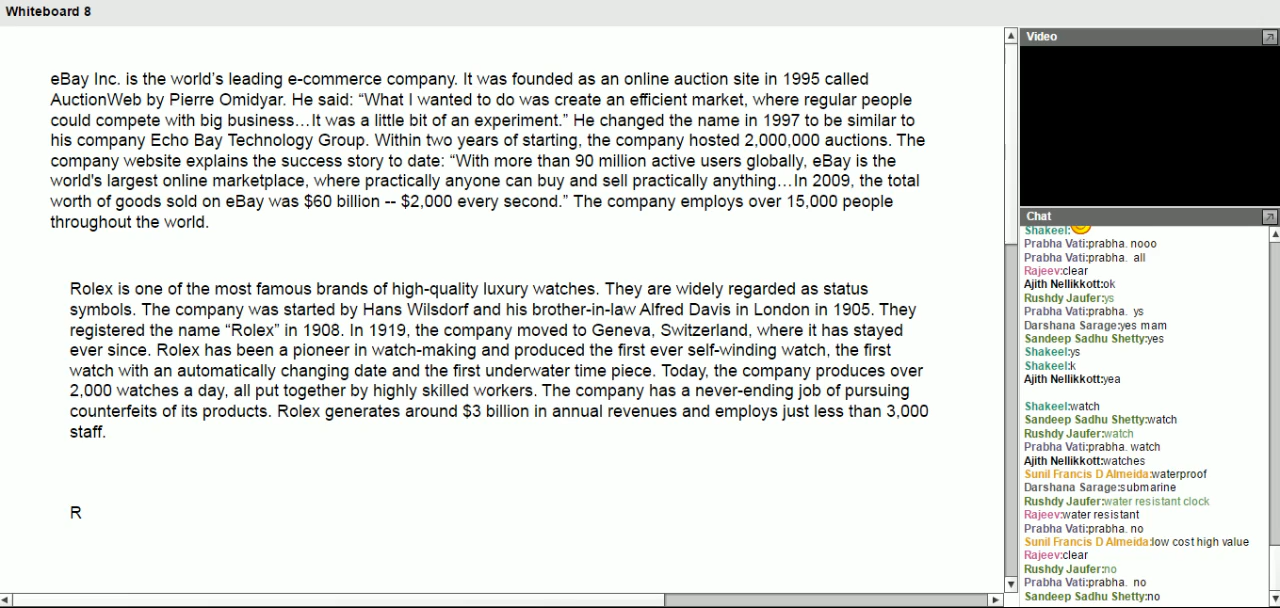 Whiteboard 8
eBay Inc. is the world’s leading e-commerce company. It was founded as an online auction site in 1995 called
AuctionWeb by Pierre Omidyar. He said: “What I wanted to do was create an efficient market, where regular people
could compete with big business…It was a little bit of an experiment.” He changed the name in 1997 to be similar to
his company Echo Bay Technology Group. Within two years of starting, the company hosted 2,000,000 auctions. The
company website explains the success story to date: “With more than 90 million active users globally, eBay is the
world's largest online marketplace, where practically anyone can buy and sell practically anything…In 2009, the total
worth of goods sold on eBay was $60 billion -- $2,000 every second.” The company employs over 15,000 people
throughout the world.
Rolex is one of the most famous brands of high-quality luxury watches. They are widely regarded as status
symbols. The company was started by Hans Wilsdorf and his brother-in-law Alfred Davis in London in 1905. They
registered the name “Rolex” in 1908. In 1919, the company moved to Geneva, Switzerland, where it has stayed
ever since. Rolex has been a pioneer in watch-making and produced the first ever self-winding watch, the first
watch with an automatically changing date and the first underwater time piece. Today, the company produces over
2,000 watches a day, all put together by highly skilled workers. The company has a never-ending job of pursuing
counterfeits of its products. Rolex generates around $3 billion in annual revenues and employs just less than 3,000
staff.
R
Video
Chat
Shakeel:
Prabha Vati:prabha. nooo
Prabha Vati:prabha. all
Rajeev:clear
Ajith Nellikkott:ok
Rushdy Jaufer:ys
Prabha Vati:prabha. ys
Darshana Sarage:yes mam
Sandeep Sadhu Shetty:yes
Shakeel:ys
Shakeel:k
Ajith Nellikkott:yea
Shakeel:watch
Sandeep Sadhu Shetty:watch
Rushdy Jaufer:watch
Prabha Vati:prabha. watch
Ajith Nellikkott:watches
Sunil Francis D Almeida:waterproof
Darshana Sarage:submarine
Rushdy Jaufer:water resistant clock
Rajeev:water resistant
Prabha Vati:prabha. no
Sunil Francis D Almeida:low cost high value
Rajeev:clear
Rushdy Jaufer:no
Prabha Vati:prabha. no
Sandeep Sadhu Shetty:no